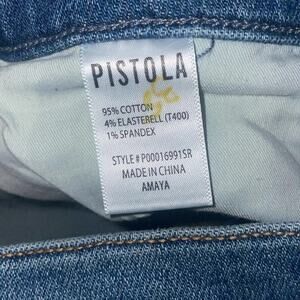 PISTOLA
95% COTTON
4% ELASTERELL (T400)
1% SPANDEX
STYLE# P00016991SR
MADE IN CHINA
AMAYA